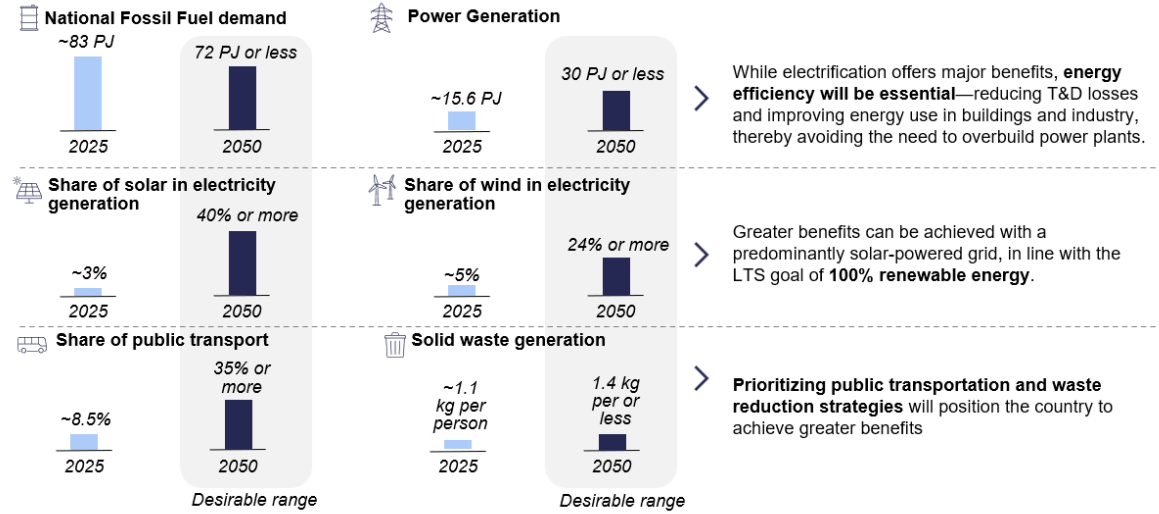 National Fossil Fuel demand
~83 PJ
72 PJ or less
2025
2050
Power Generation
~15.6 PJ
30 PJ or less
2025
2050
While electrification offers major benefits, energy
efficiency will be essential—reducing T&D losses
and improving energy use in buildings and industry,
thereby avoiding the need to overbuild power plants.
Share of solar in electricity
generation
~3%
40% or more
2025
2050
Share of wind in electricity
generation
~5%
24% or more
2025
2050
Greater benefits can be achieved with a
predominantly solar-powered grid, in line with the
LTS goal of 100% renewable energy.
Share of public transport
~8.5%
35% or
more
2025
2050
Desirable range
Solid waste generation
~1.1
kg per
person
1.4 kg
per or
less
2025
2050
Desirable range
Prioritizing public transportation and waste
reduction strategies will position the country to
achieve greater benefits